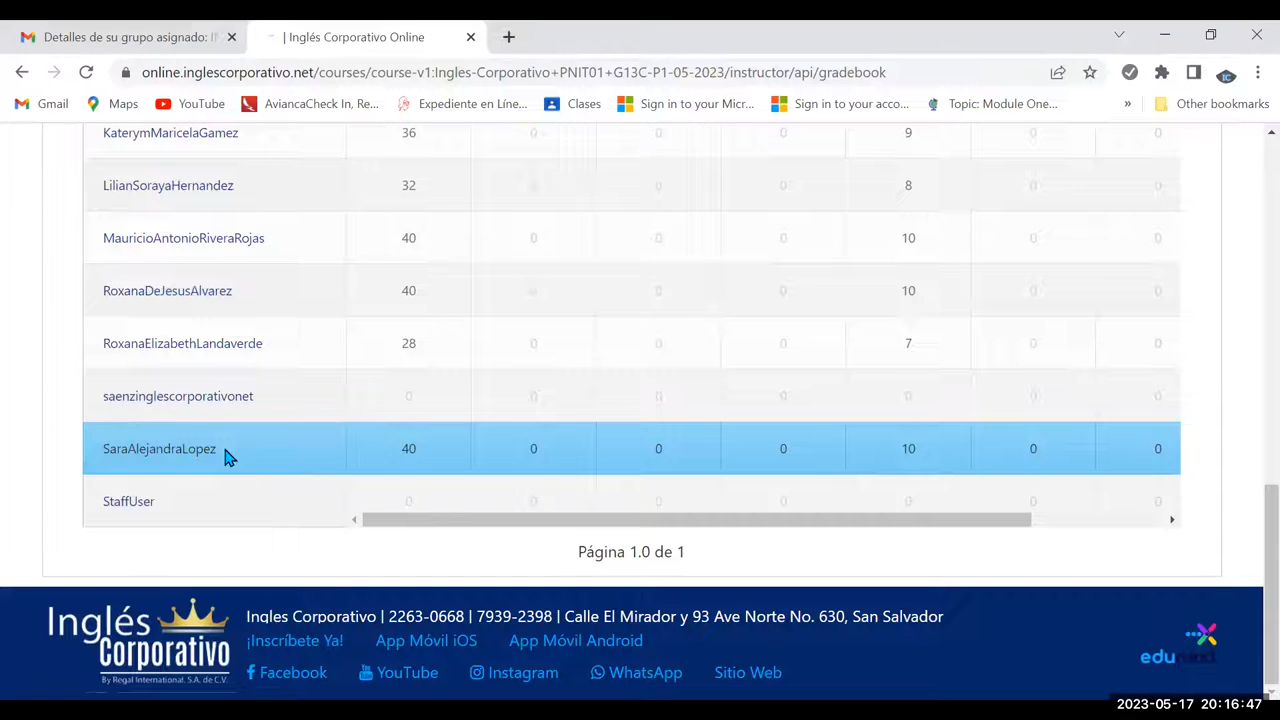 Detalles de su grupo asignado: I
| Inglés Corporativo Online
online.inglescorporativo.net/courses/course-v1:Ingles-Corporativo+PNIT01+G13C-P1-05-2023/instructor/api/gradebook
Gmail Maps YouTube AviancaCheck In, Re... Expediente en Líne... Clases Sign in to your Micr... Sign in to your acco... Topic: Module One... » Other bookmarks
KaterymMaricelaGamez 36 0 0 0 9 0 0
LilianSorayaHernandez 32 0 0 0 8 0 0
MauricioAntonioRiveraRojas 40 0 0 0 10 0 0
RoxanaDeJesusAlvarez 40 0 0 0 10 0 0
RoxanaElizabethLandaverde 28 0 0 0 7 0 0
saenzinglescorporativonet 0 0 0 0 0 0 0
SaraAlejandraLopez 40 0 0 0 10 0 0
StaffUser 0 0 0 0 0 0 0
Página 1.0 de 1
Inglés Corporativo
By Regal International, S.A. de C.V.
Ingles Corporativo | 2263-0668 | 7939-2398 | Calle El Mirador y 93 Ave Norte No. 630, San Salvador
¡Inscríbete Ya! App Móvil iOS App Móvil Android
Facebook YouTube Instagram WhatsApp Sitio Web
edunext
2023-05-17 20:16:47